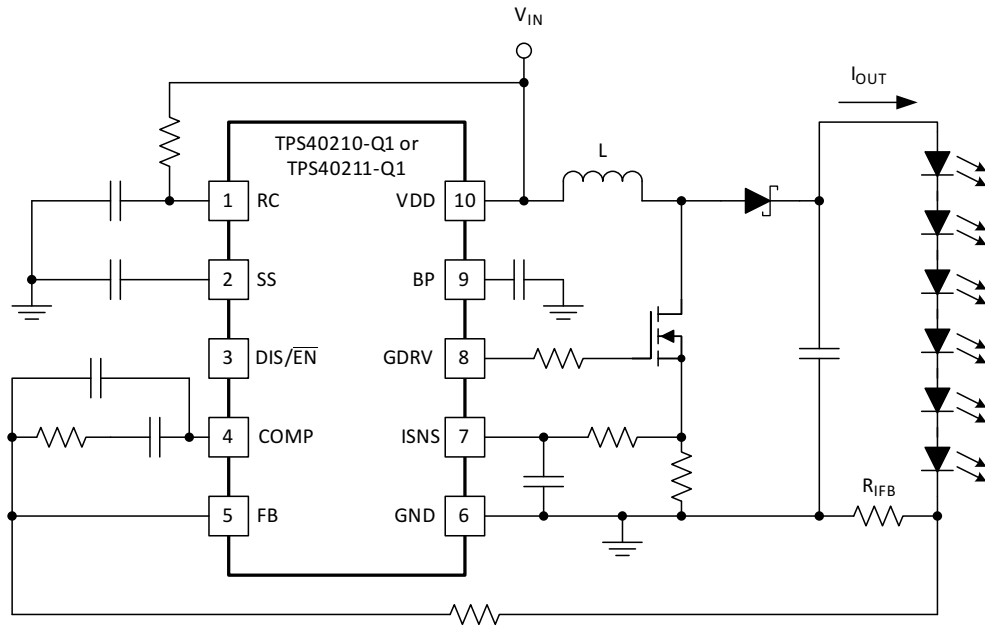 V_IN
I_OUT
TPS40210-Q1 or
TPS40211-Q1
L
1 RC
VDD 10
2 SS
BP 9
3 DIS/E̅N̅
GDRV 8
4 COMP
ISNS 7
R_IFB
5 FB
GND 6